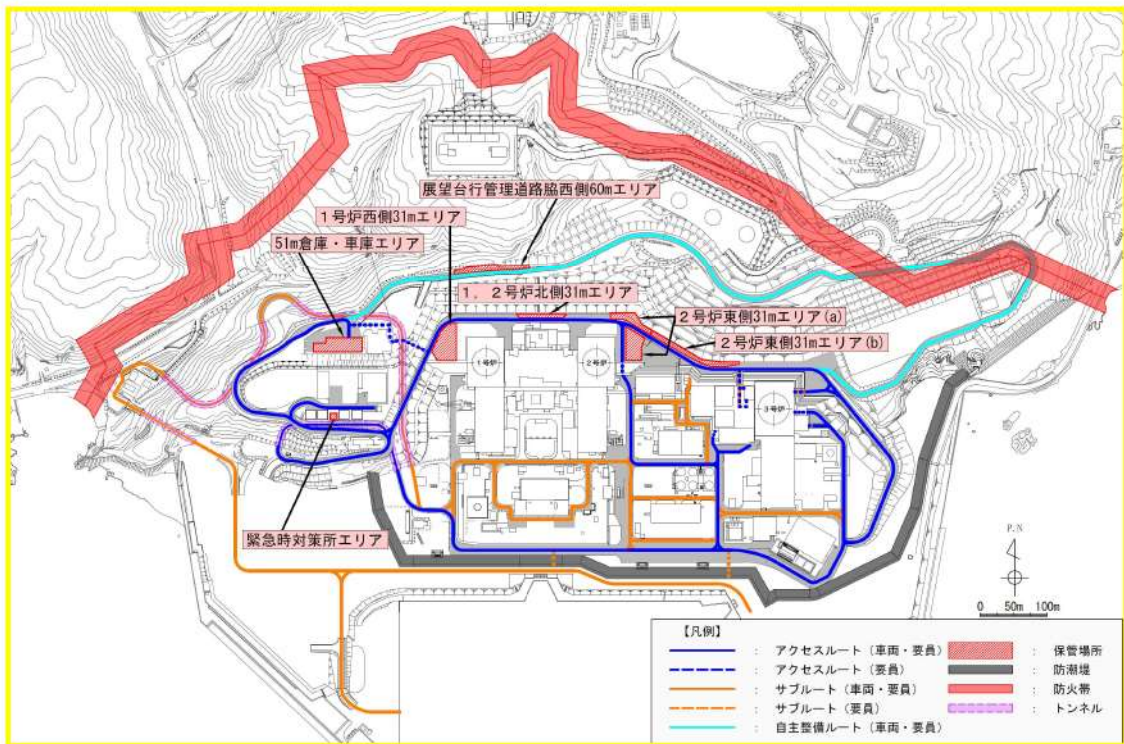 展望台行管理道路脇西側60mエリア
1号炉西側31mエリア
51m倉庫・車庫エリア
1,2号炉北側31mエリア
2号炉東側31mエリア(a)
2号炉東側31mエリア(b)
1号炉
2号炉
3号炉
緊急時対策所エリア
P.N
0 50m 100m
【凡例】
: アクセスルート(車両・要員)
: アクセスルート(要員)
: サブルート(車両・要員)
: サブルート(要員)
: 自主整備ルート(車両・要員)
: 保管場所
: 防潮堤
: 防火帯
: トンネル